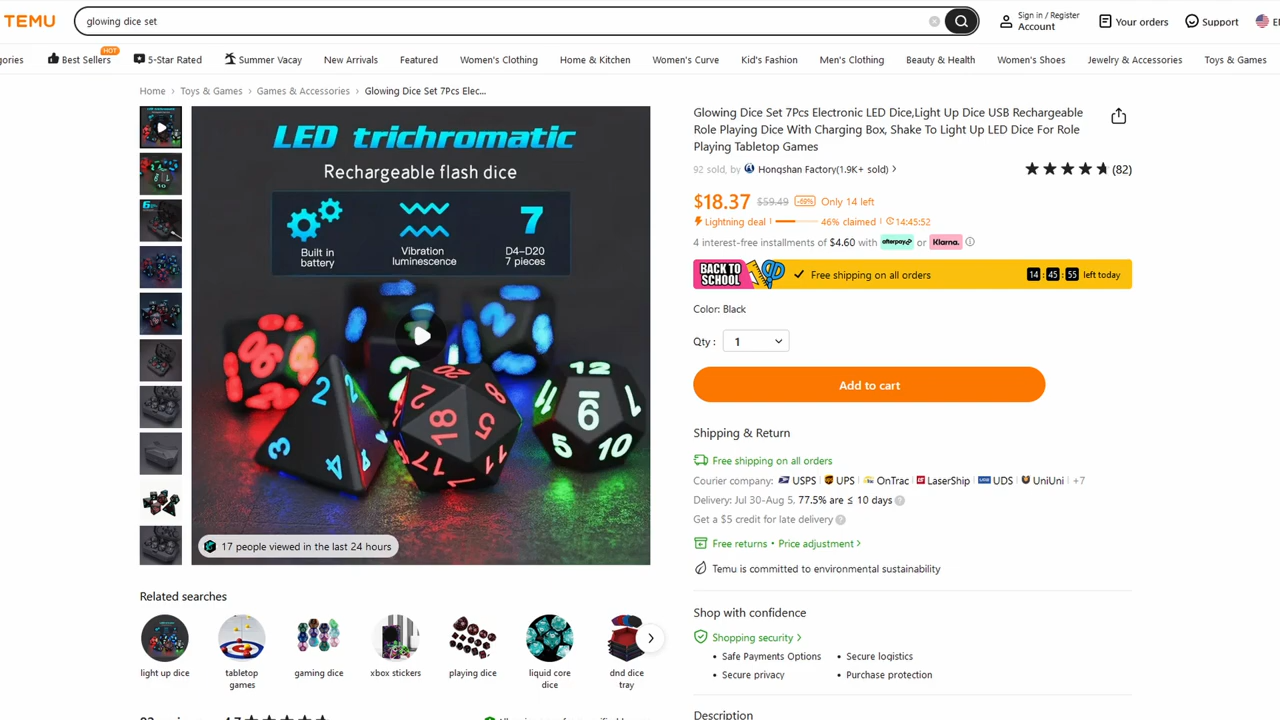 TEMU
glowing dice set
Sign in / Register
Account
Your orders
Support
gories
Best Sellers
HOT
5-Star Rated
Summer Vacay
New Arrivals
Featured
Women's Clothing
Home & Kitchen
Women's Curve
Kid's Fashion
Men's Clothing
Beauty & Health
Women's Shoes
Jewelry & Accessories
Toys & Games
Home > Toys & Games > Games & Accessories > Glowing Dice Set 7Pcs Elec...
LED trichromatic
Rechargeable flash dice
Built in
battery
Vibration
luminescence
7
D4–D20
7 pieces
17 people viewed in the last 24 hours
Glowing Dice Set 7Pcs Electronic LED Dice,Light Up Dice USB Rechargeable
Role Playing Dice With Charging Box, Shake To Light Up LED Dice For Role
Playing Tabletop Games
92 sold, by Hongshan Factory(1.9K+ sold) >
(82)
$18.37 $59.49 -69% Only 14 left
Lightning deal 46% claimed 14:45:52
4 interest-free installments of $4.60 with afterpay or Klarna.
BACK TO
SCHOOL
Free shipping on all orders
14 : 45 : 55 left today
Color: Black
Qty : 1
Add to cart
Shipping & Return
Free shipping on all orders
Courier company: USPS UPS OnTrac LaserShip UDS UniUni +7
Delivery: Jul 30-Aug 5, 77.5% are ≤ 10 days
Get a $5 credit for late delivery
Free returns • Price adjustment >
Temu is committed to environmental sustainability
Shop with confidence
Shopping security >
• Safe Payments Options • Secure logistics
• Secure privacy • Purchase protection
Description
Related searches
light up dice
tabletop
games
gaming dice
xbox stickers
playing dice
liquid core
dice
dnd dice
tray